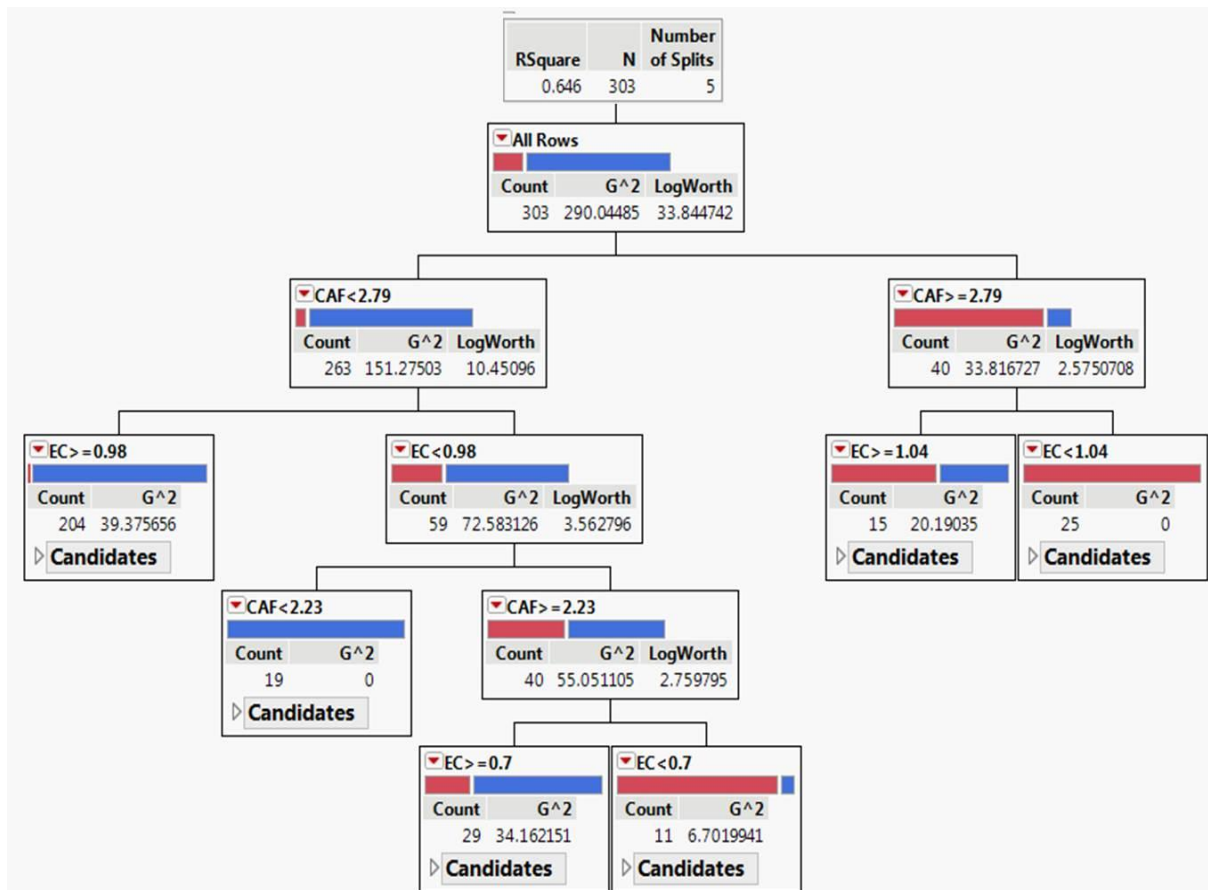 Number
RSquare N of Splits
0.646 303 5
All Rows
Count G^2 LogWorth
303 290.04485 33.844742
CAF<2.79
Count G^2 LogWorth
263 151.27503 10.45096
CAF>=2.79
Count G^2 LogWorth
40 33.816727 2.5750708
EC>=0.98
Count G^2
204 39.375656
Candidates
EC<0.98
Count G^2 LogWorth
59 72.583126 3.562796
EC>=1.04
Count G^2
15 20.19035
Candidates
EC<1.04
Count G^2
25 0
Candidates
CAF<2.23
Count G^2
19 0
Candidates
CAF>=2.23
Count G^2 LogWorth
40 55.051105 2.759795
EC>=0.7
Count G^2
29 34.162151
Candidates
EC<0.7
Count G^2
11 6.7019941
Candidates